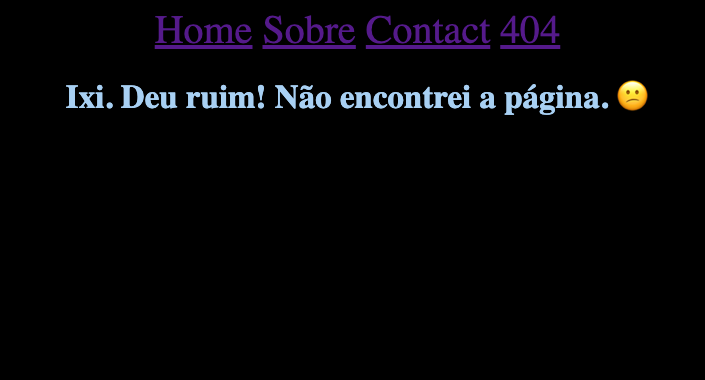 Home Sobre Contact 404
Ixi. Deu ruim! Não encontrei a página. 😕